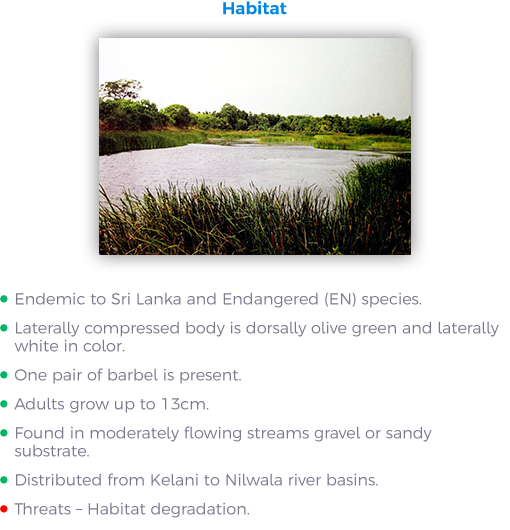 Habitat
Endemic to Sri Lanka and Endangered (EN) species.
Laterally compressed body is dorsally olive green and laterally
white in color.
One pair of barbel is present.
Adults grow up to 13cm.
Found in moderately flowing streams gravel or sandy
substrate.
Distributed from Kelani to Nilwala river basins.
Threats – Habitat degradation.